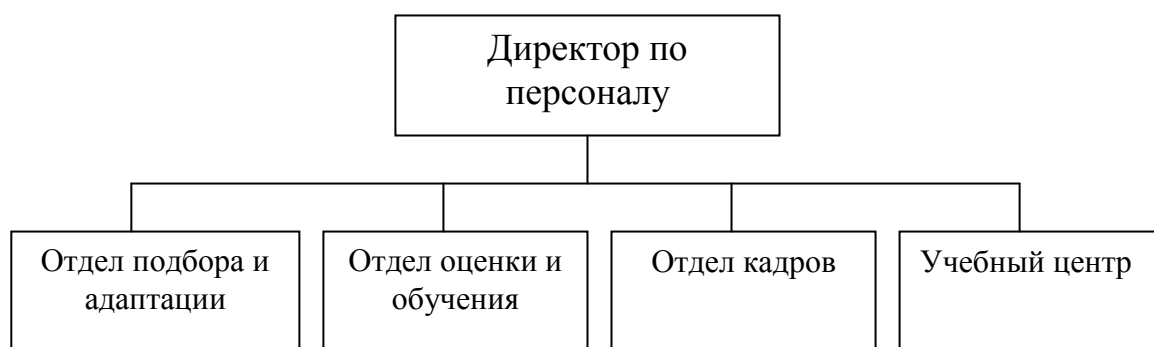 Директор по
персоналу
Отдел подбора и
адаптации
Отдел оценки и
обучения
Отдел кадров
Учебный центр